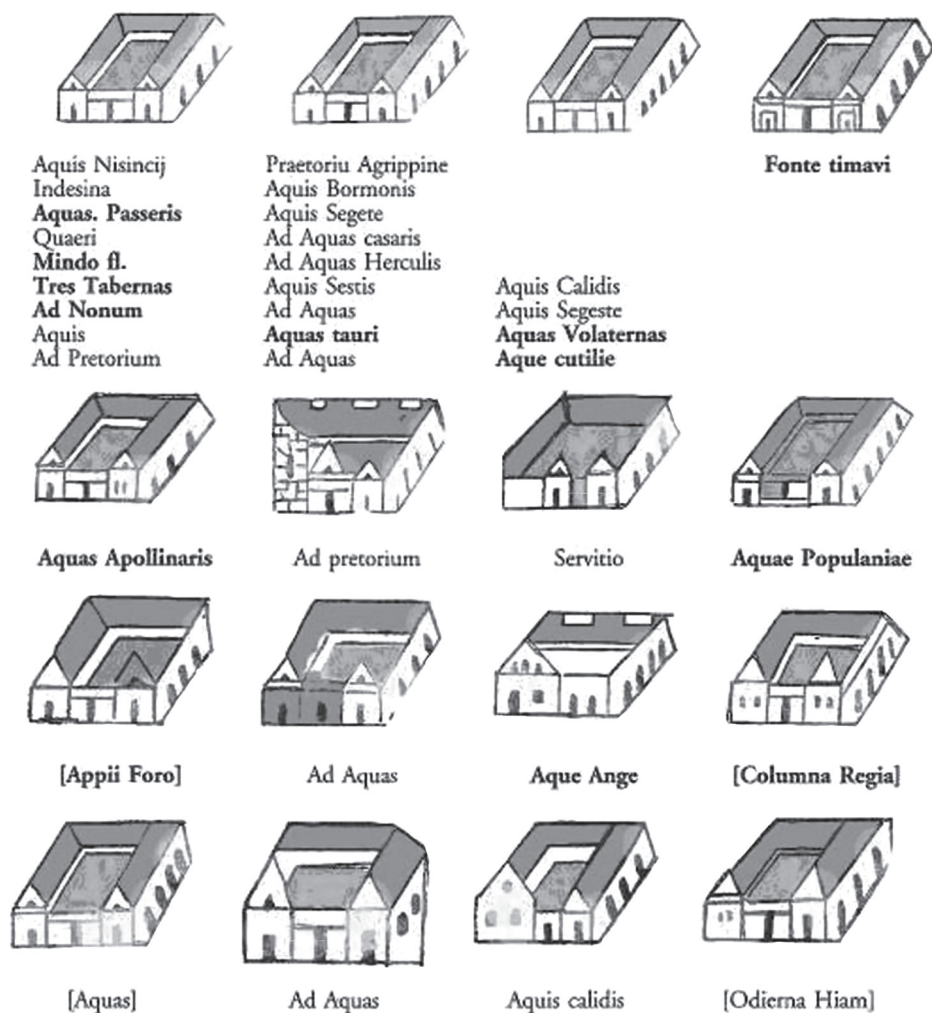 Aquis Nisincij
Indesina
Aquas. Passeris
Quaeri
Mindo fl.
Tres Tabernas
Ad Nonum
Aquis
Ad Pretorium
Praetoriu Agrippine
Aquis Bormonis
Aquis Segete
Ad Aquas casaris
Ad Aquas Herculis
Aquis Sestis
Ad Aquas
Aquas tauri
Ad Aquas
Aquis Calidis
Aquis Segeste
Aquas Volaternas
Aque cutilie
Fonte timavi
Aquas Apollinaris
Ad pretorium
Servitio
Aquae Populaniae
[Appii Foro]
Ad Aquas
Aque Ange
[Columna Regia]
[Aquas]
Ad Aquas
Aquis calidis
[Odierna Hiam]